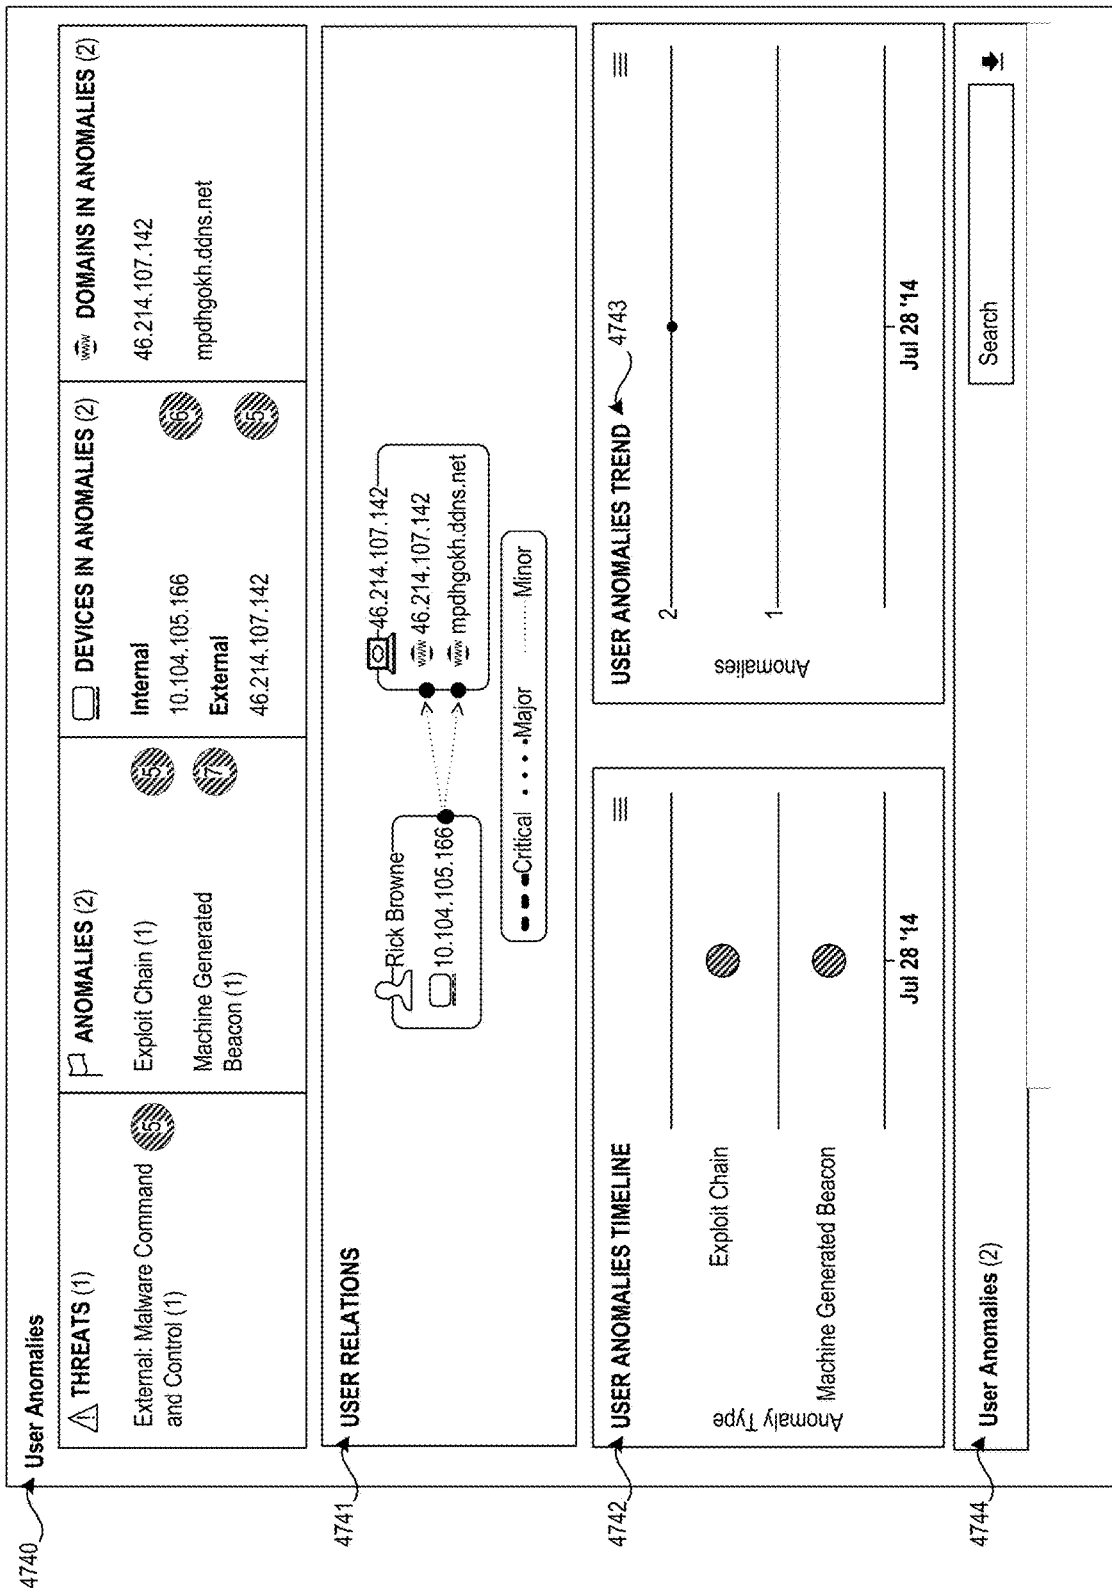 4740
User Anomalies
THREATS (1)
External: Malware Command
and Control (1)
5
ANOMALIES (2)
Exploit Chain (1)
5
Machine Generated
Beacon (1)
7
DEVICES IN ANOMALIES (2)
Internal
10.104.105.166
6
External
46.214.107.142
5
www DOMAINS IN ANOMALIES (2)
46.214.107.142
mpdhgokh.ddns.net
4741
USER RELATIONS
Rick Browne
10.104.105.166
46.214.107.142
www 46.214.107.142
www mpdhgokh.ddns.net
Critical Major Minor
4742
USER ANOMALIES TIMELINE
Anomaly Type
Exploit Chain
Machine Generated Beacon
Jul 28 '14
USER ANOMALIES TREND
4743
Anomalies
2
1
Jul 28 '14
4744
User Anomalies (2)
Search